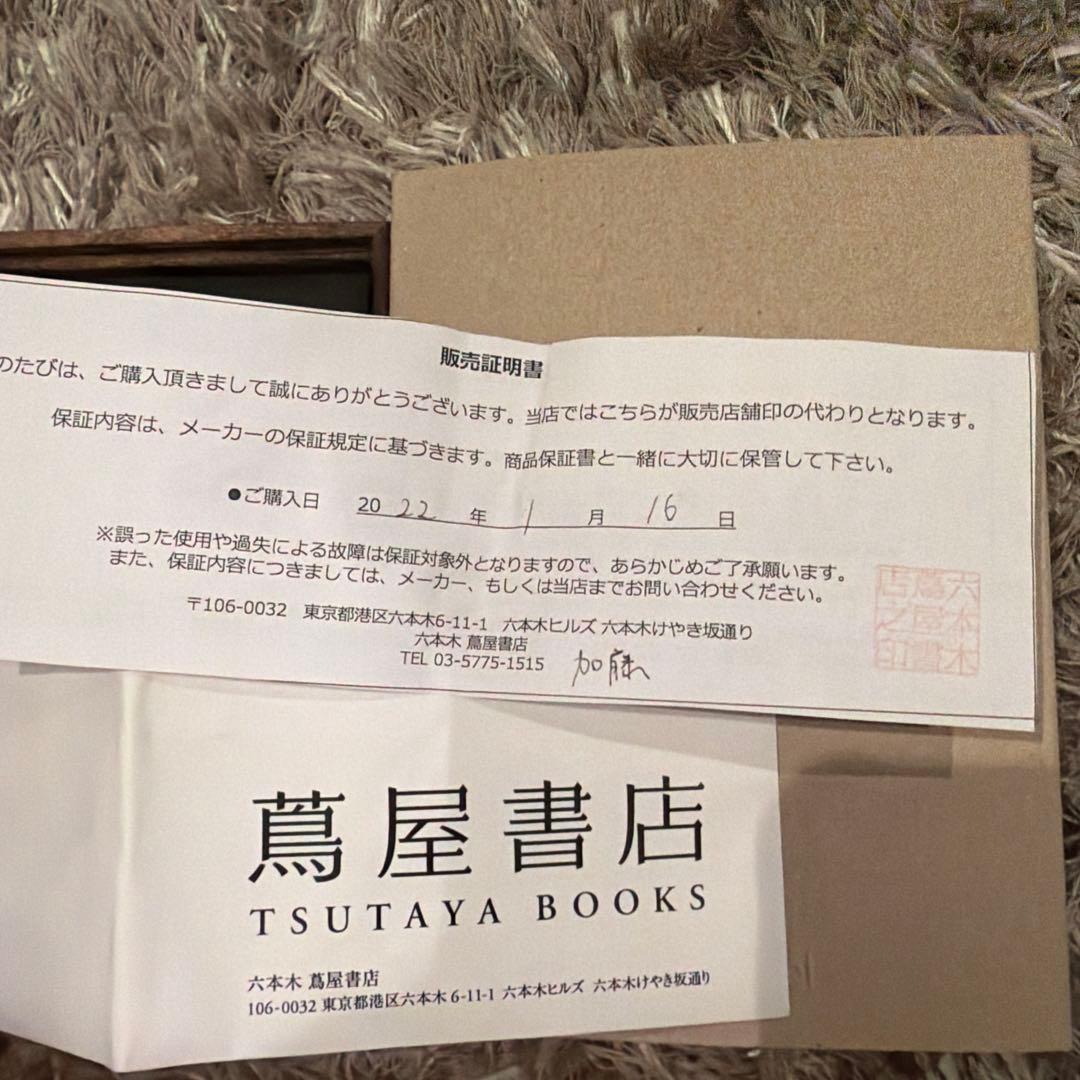 販売証明書
のたびは、ご購入頂きまして誠にありがとうございます。当店ではこちらが販売店舗印の代わりとなります。
保証内容は、メーカーの保証規定に基づきます。商品保証書と一緒に大切に保管して下さい。
●ご購入日 2022年1月16日
※誤った使用や過失による故障は保証対象外となりますので、あらかじめご了承願います。
また、保証内容につきましては、メーカー、もしくは当店までお問い合わせください。
〒106-0032 東京都港区六本木6-11-1 六本木ヒルズ 六本木けやき坂通り
六本木 蔦屋書店
TEL 03-5775-1515 加藤
六本木
蔦屋書
店之印
蔦屋書店
TSUTAYA BOOKS
六本木 蔦屋書店
106-0032 東京都港区六本木 6-11-1 六本木ヒルズ 六本木けやき坂通り